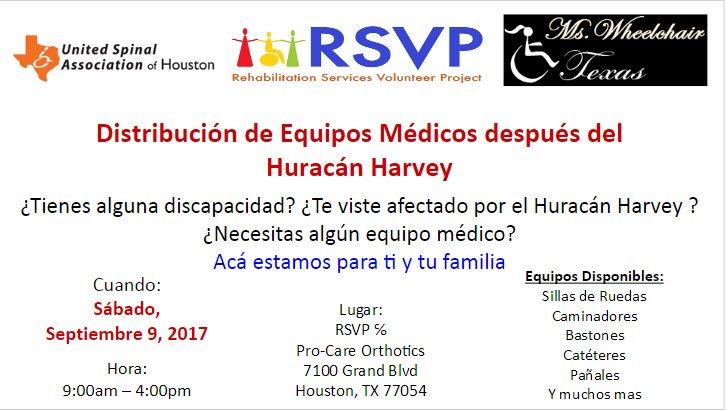 United Spinal
Association of Houston
RSVP
Rehabilitation Services Volunteer Project
Ms. Wheelchair
Texas
Distribución de Equipos Médicos después del
Huracán Harvey
¿Tienes alguna discapacidad? ¿Te viste afectado por el Huracán Harvey ?
¿Necesitas algún equipo médico?
Acá estamos para ti y tu familia
Cuando:
Sábado,
Septiembre 9, 2017
Hora:
9:00am – 4:00pm
Lugar:
RSVP ℅
Pro-Care Orthotics
7100 Grand Blvd
Houston, TX 77054
Equipos Disponibles:
Sillas de Ruedas
Caminadores
Bastones
Catéteres
Pañales
Y muchos mas